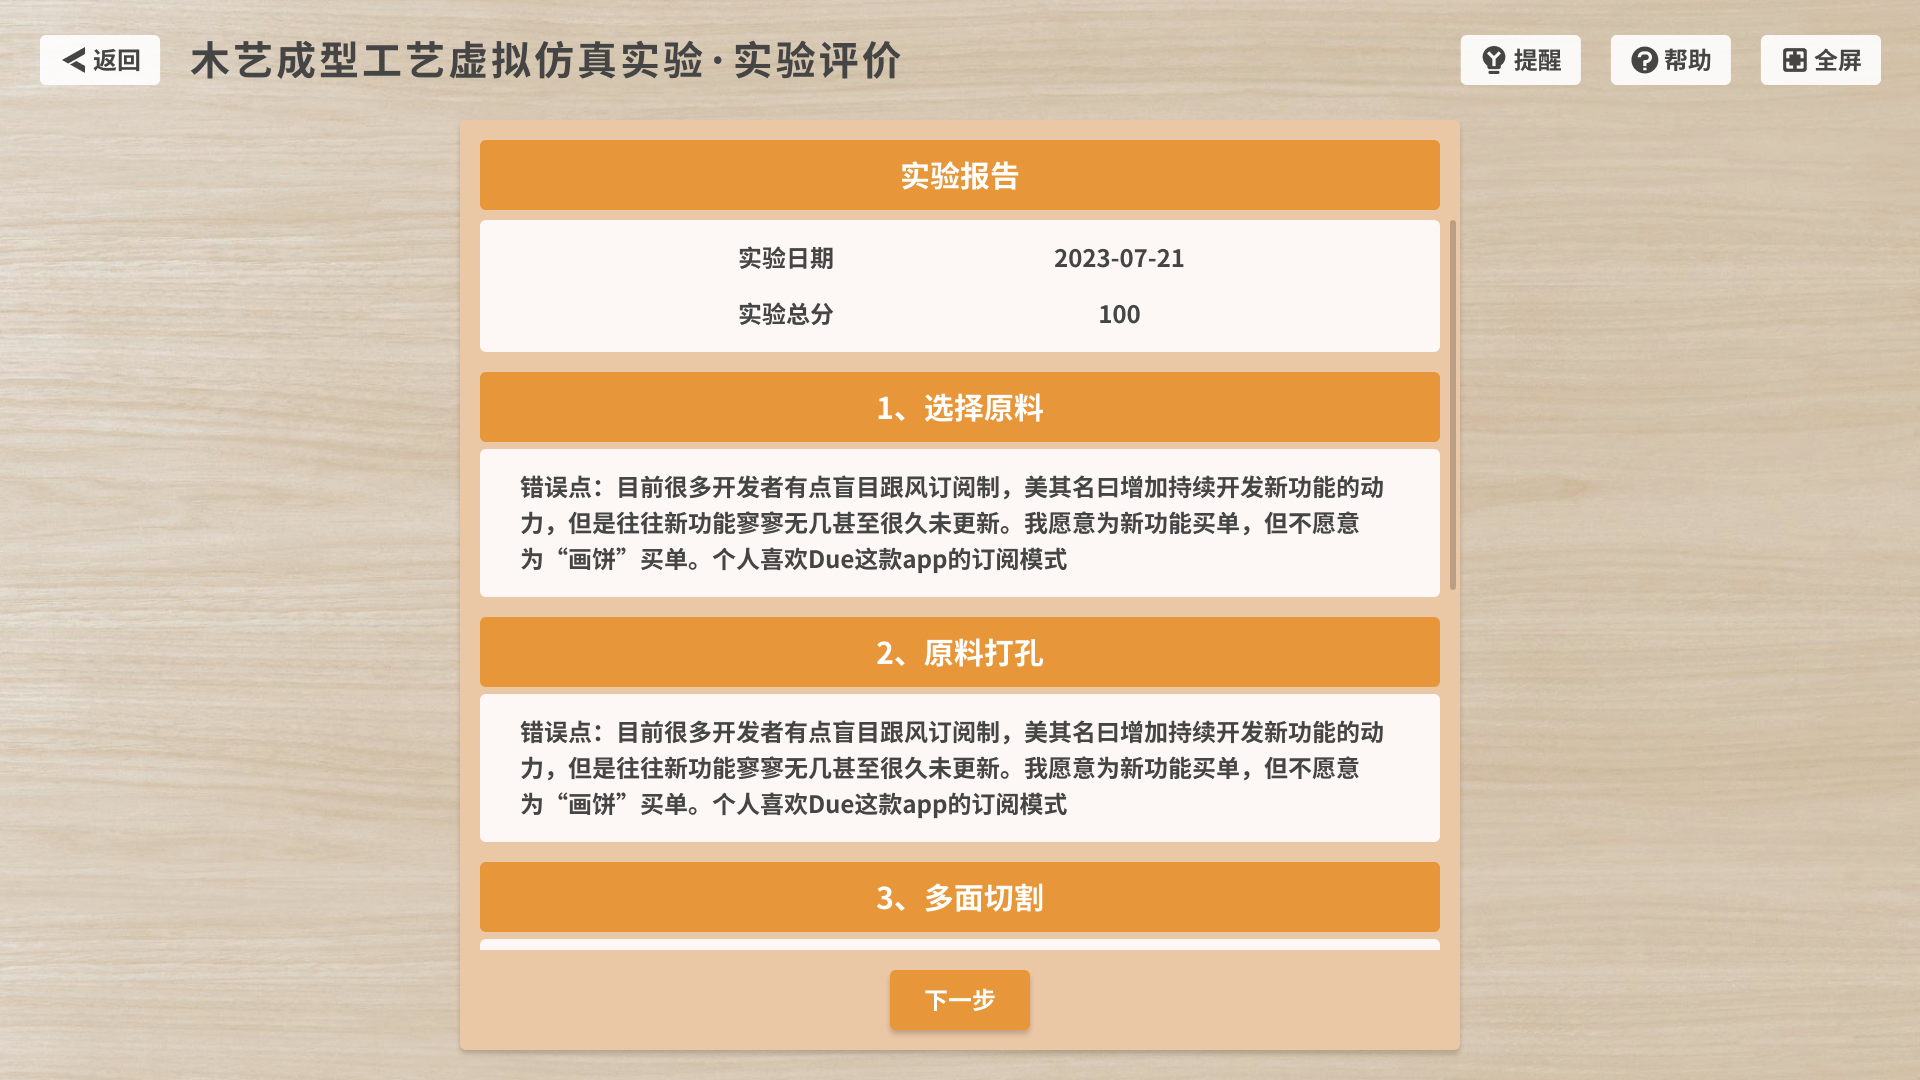 返回
木艺成型工艺虚拟仿真实验·实验评价
提醒
帮助
全屏
实验报告
实验日期 2023-07-21
实验总分 100
1、选择原料
错误点：目前很多开发者有点盲目跟风订阅制，美其名曰增加持续开发新功能的动
力，但是往往新功能寥寥无几甚至很久未更新。我愿意为新功能买单，但不愿意
为“画饼”买单。个人喜欢Due这款app的订阅模式
2、原料打孔
错误点：目前很多开发者有点盲目跟风订阅制，美其名曰增加持续开发新功能的动
力，但是往往新功能寥寥无几甚至很久未更新。我愿意为新功能买单，但不愿意
为“画饼”买单。个人喜欢Due这款app的订阅模式
3、多面切割
下一步